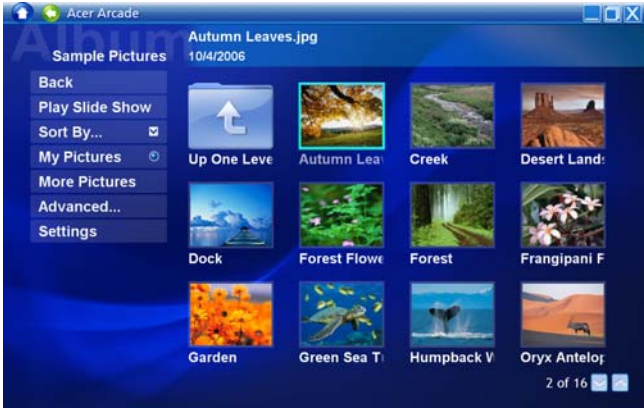 Acer Arcade
Album
Sample Pictures
Autumn Leaves.jpg
10/4/2006
Back
Play Slide Show
Sort By...
My Pictures
More Pictures
Advanced...
Settings
Up One Leve
Autumn Lea
Creek
Desert Land
Dock
Forest Flowe
Forest
Frangipani F
Garden
Green Sea T
Humpback W
Oryx Antelop
2 of 16